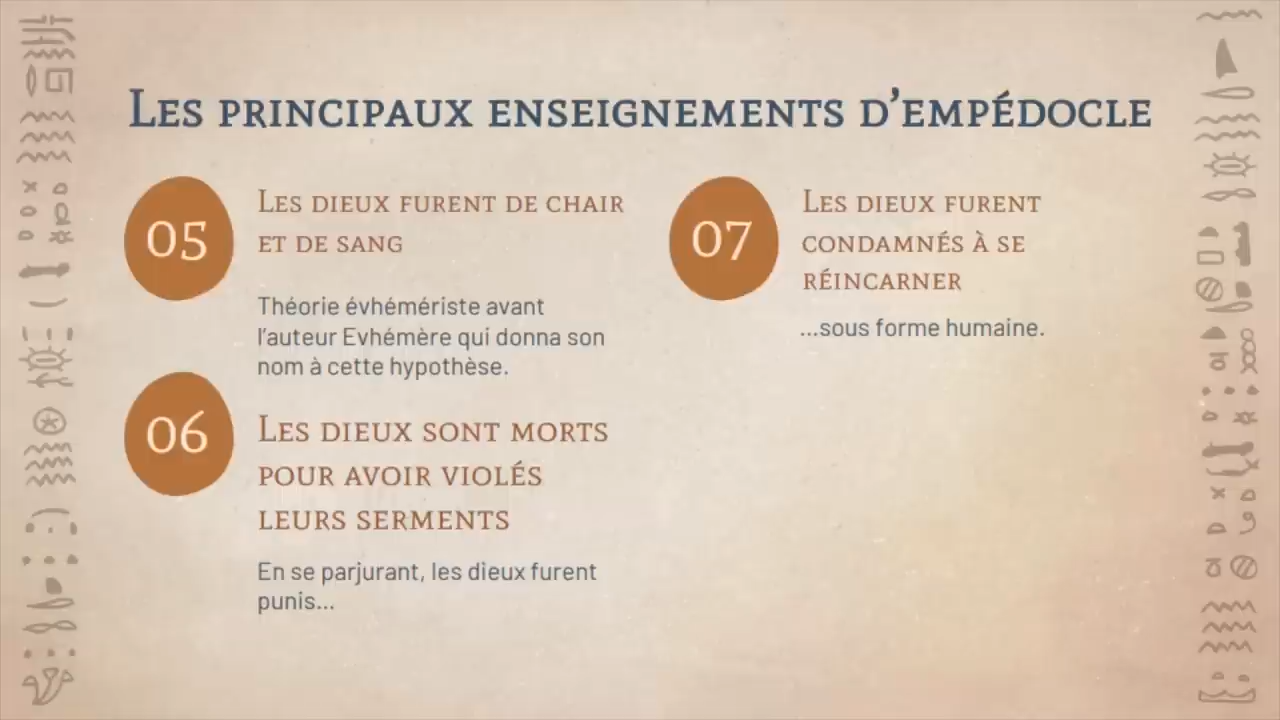 Les principaux enseignements d’empédocle
05
Les dieux furent de chair
et de sang
Théorie évhémériste avant
l’auteur Evhémère qui donna son
nom à cette hypothèse.
06
Les dieux sont morts
pour avoir violés
leurs serments
En se parjurant, les dieux furent
punis...
07
Les dieux furent
condamnés à se
réincarner
...sous forme humaine.